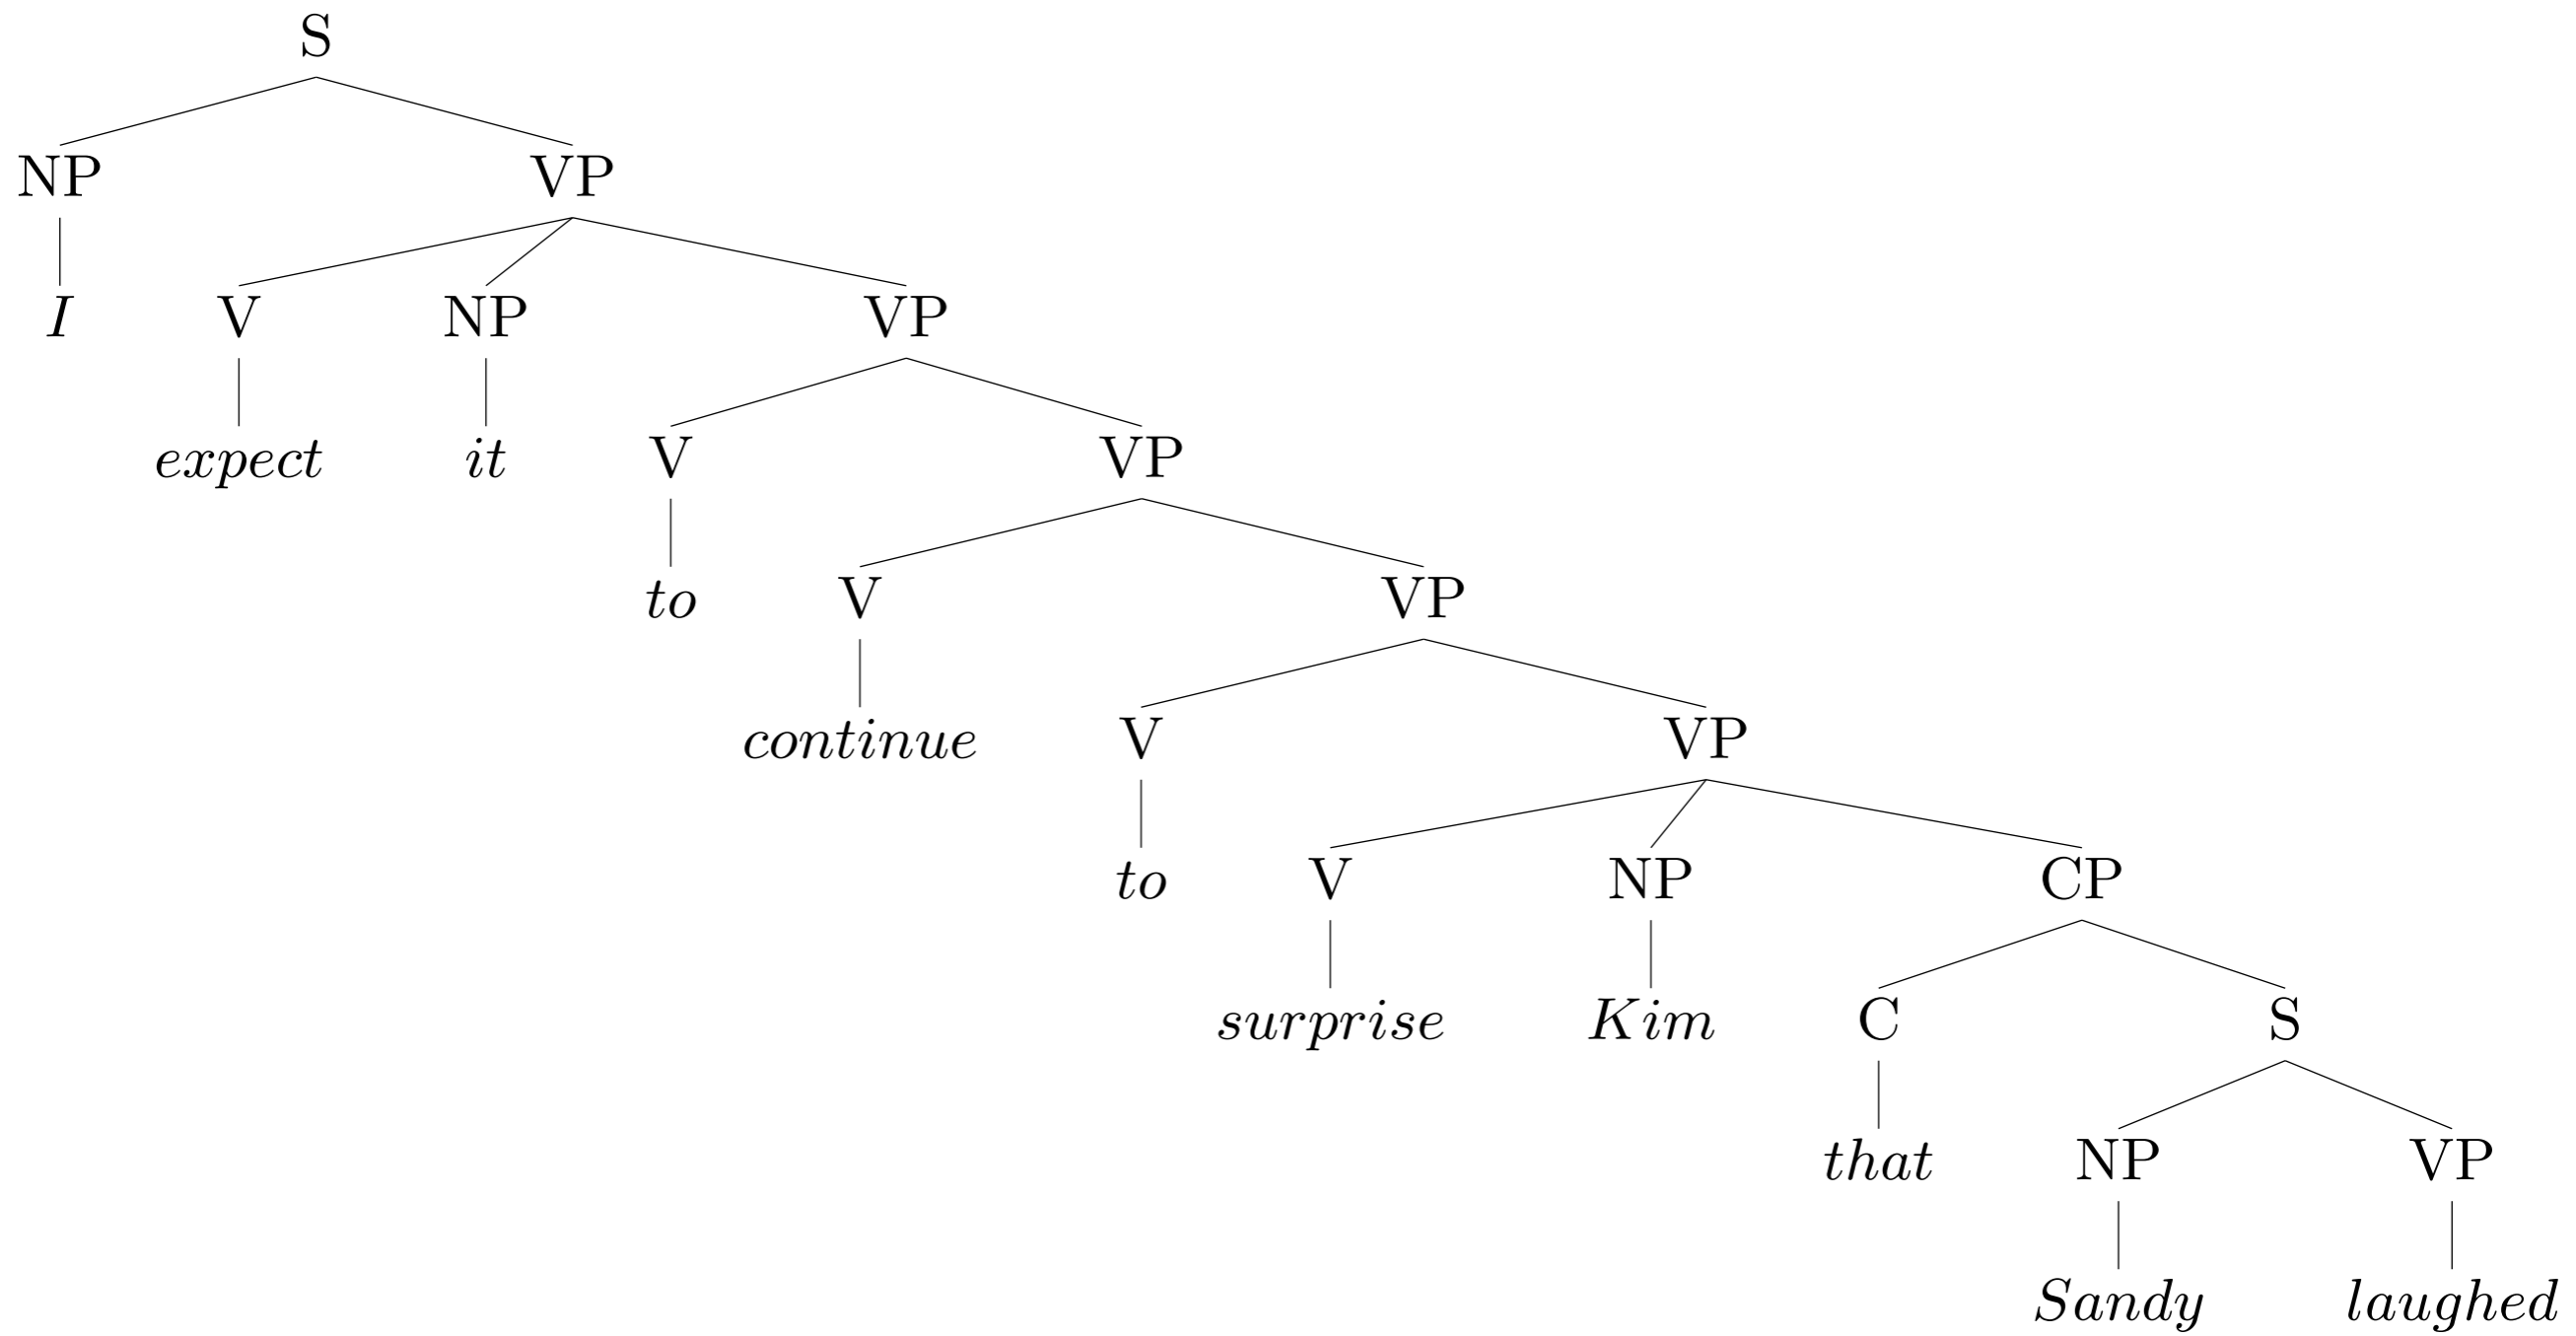 S
NP VP
I V NP VP
expect it V VP
to V VP
continue V VP
to V NP CP
surprise Kim C S
that NP VP
Sandy laughed